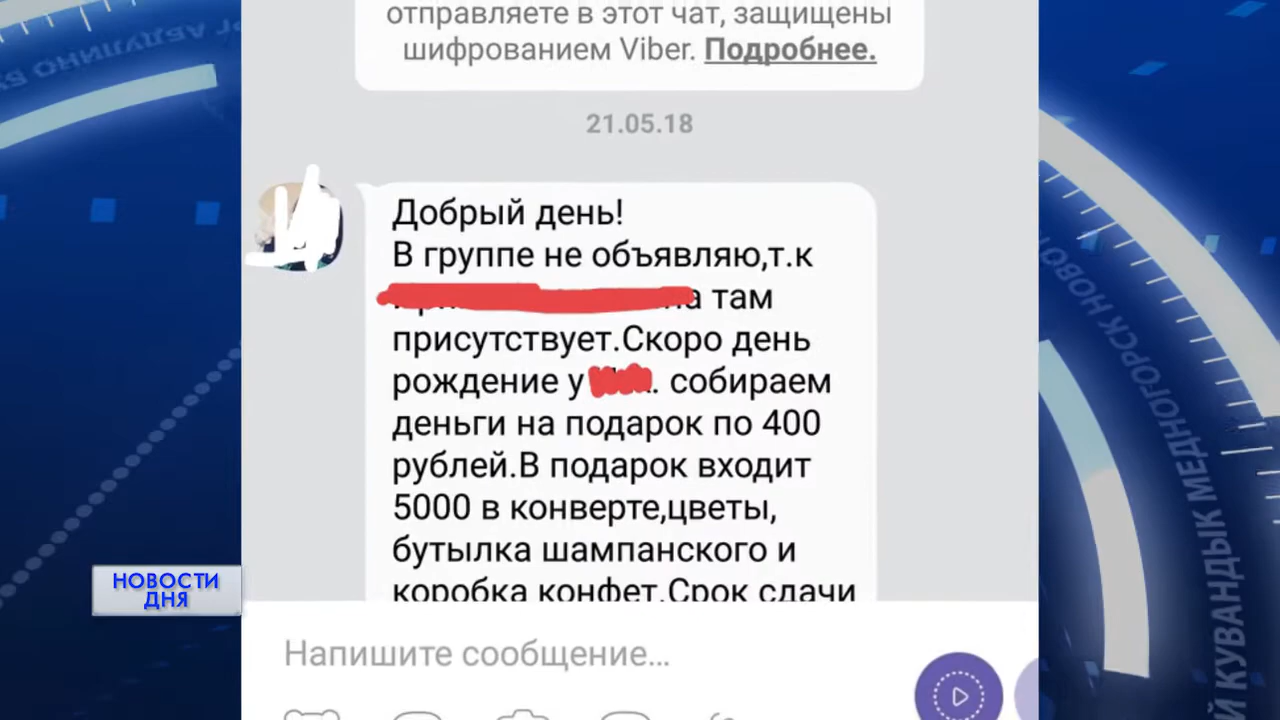 отправляете в этот чат, защищены
шифрованием Viber. Подробнее.
21.05.18
Добрый день!
В группе не объявляю,т.к
там
присутствует.Скоро день
рождение у собираем
деньги на подарок по 400
рублей.В подарок входит
5000 в конверте,цветы,
бутылка шампанского и
коробка конфет.Срок сдачи
Напишите сообщение...
НОВОСТИ
ДНЯ
КУВАНДЫК МЕДНОГОРСК